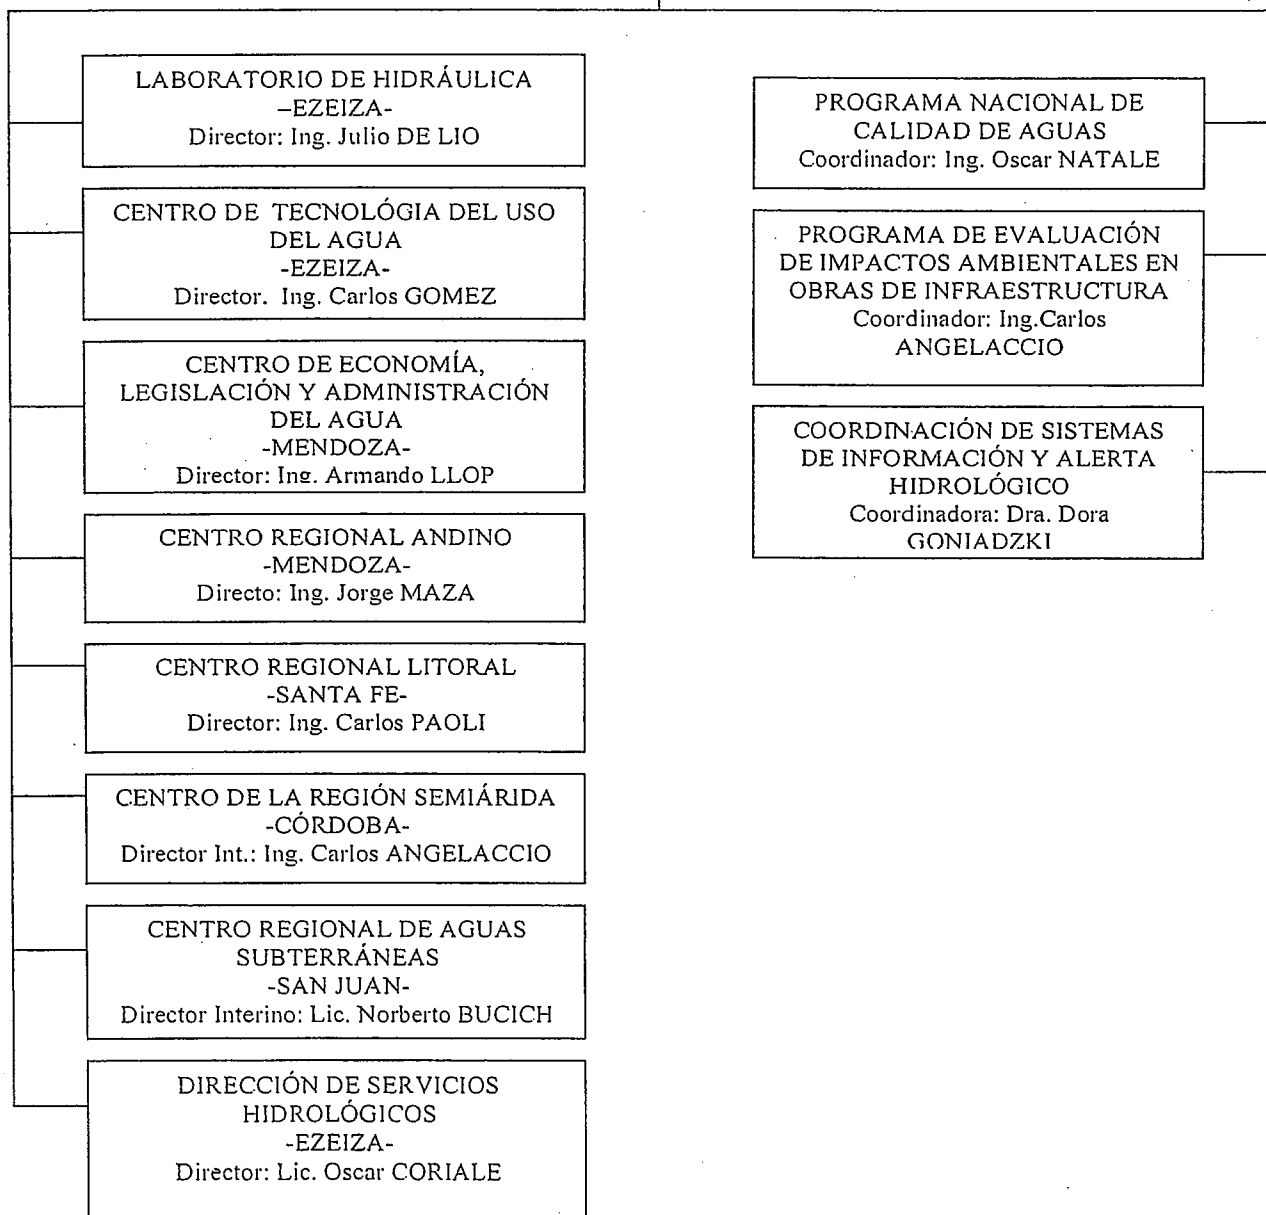 LABORATORIO DE HIDRÁULICA
–EZEIZA-
Director: Ing. Julio DE LIO
CENTRO DE TECNOLÓGIA DEL USO
DEL AGUA
-EZEIZA-
Director. Ing. Carlos GOMEZ
CENTRO DE ECONOMÍA,
LEGISLACIÓN Y ADMINISTRACIÓN
DEL AGUA
-MENDOZA-
Director: Ing. Armando LLOP
CENTRO REGIONAL ANDINO
-MENDOZA-
Directo: Ing. Jorge MAZA
CENTRO REGIONAL LITORAL
-SANTA FE-
Director: Ing. Carlos PAOLI
CENTRO DE LA REGIÓN SEMIÁRIDA
-CÓRDOBA-
Director Int.: Ing. Carlos ANGELACCIO
CENTRO REGIONAL DE AGUAS
SUBTERRÁNEAS
-SAN JUAN-
Director Interino: Lic. Norberto BUCICH
DIRECCIÓN DE SERVICIOS
HIDROLÓGICOS
-EZEIZA-
Director: Lic. Oscar CORIALE
PROGRAMA NACIONAL DE
CALIDAD DE AGUAS
Coordinador: Ing. Oscar NATALE
PROGRAMA DE EVALUACIÓN
DE IMPACTOS AMBIENTALES EN
OBRAS DE INFRAESTRUCTURA
Coordinador: Ing.Carlos
ANGELACCIO
COORDINACIÓN DE SISTEMAS
DE INFORMACIÓN Y ALERTA
HIDROLÓGICO
Coordinadora: Dra. Dora
GONIADZKI